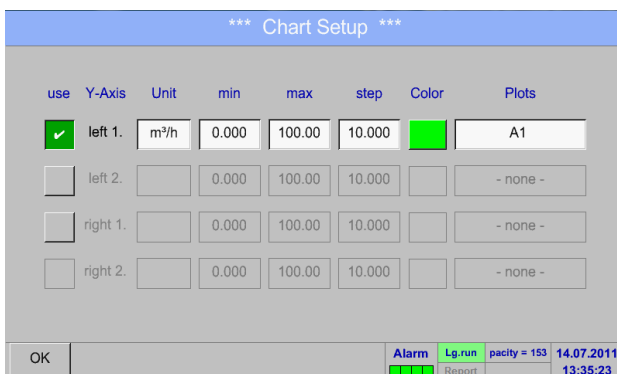 *** Chart Setup ***
use Y-Axis Unit min max step Color Plots
✔ left 1. m³/h 0.000 100.00 10.000 A1
left 2. 0.000 100.00 10.000 - none -
right 1. 0.000 100.00 10.000 - none -
right 2. 0.000 100.00 10.000 - none -
OK Alarm Lg.run pacity = 153 14.07.2011
Report 13:35:23